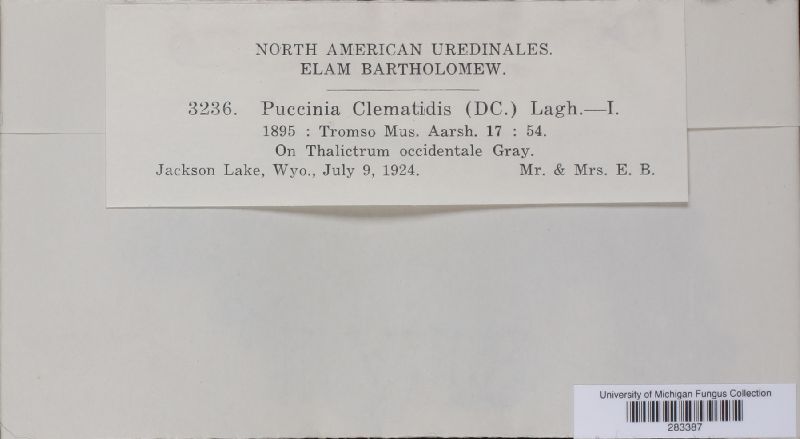 NORTH AMERICAN UREDINALES.
ELAM BARTHOLOMEW.
3236. Puccinia Clematidis (DC.) Lagh.—I.
1895 : Tromso Mus. Aarsh. 17 : 54.
On Thalictrum occidentale Gray.
Jackson Lake, Wyo., July 9, 1924. Mr. & Mrs. E. B.
University of Michigan Fungus Collection
283387